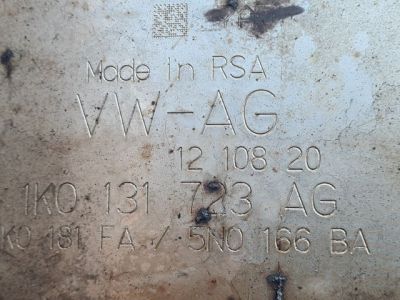 Made in RSA
VW-AG
12 108 20
1K0 131 723 AG
K0 181 FA / 5N0 166 BA